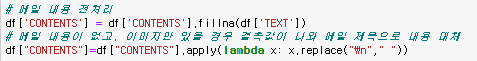 # 메일 내용 전처리
df['CONTENTS'] = df['CONTENTS'].fillna(df['TEXT'])
# 메일 내용이 없고, 이미지만 있을 경우 결측값이 나와 메일 제목으로 내용 대체
df["CONTENTS"]=df["CONTENTS"].apply(lambda x: x.replace("₩n"," "))